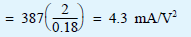 = 387(2/0.18) = 4.3 mA/V²